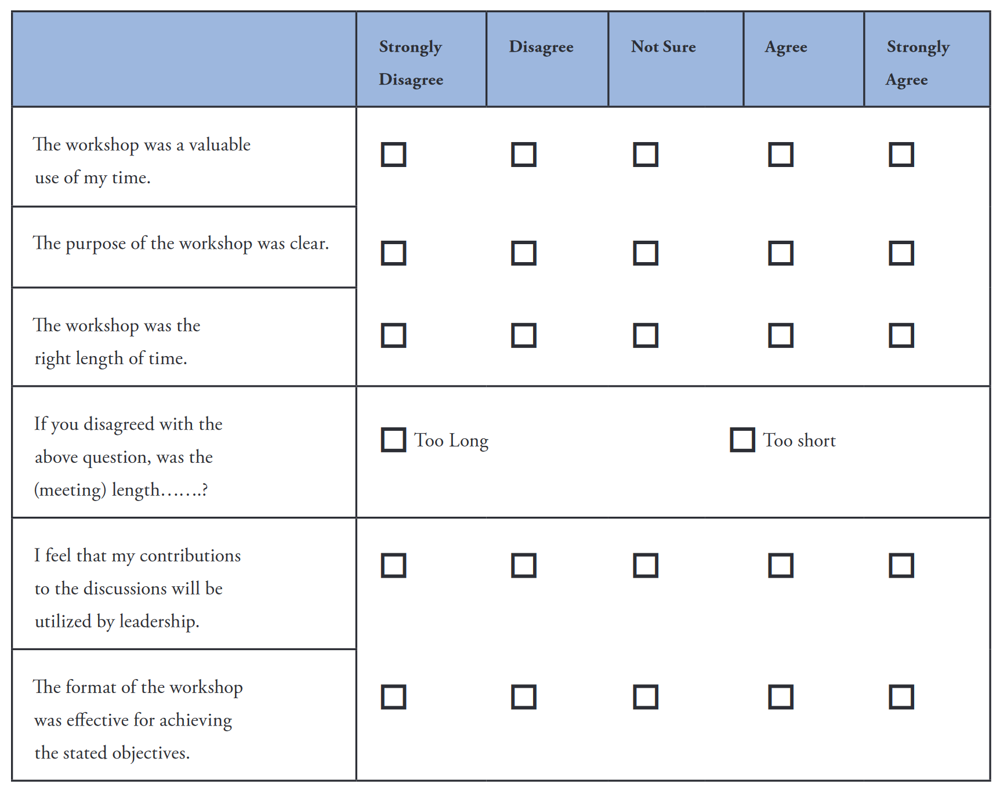 Strongly Disagree Not Sure Agree Strongly
Disagree Agree
The workshop was a valuable
use of my time.
The purpose of the workshop was clear.
The workshop was the
right length of time.
If you disagreed with the
above question, was the
(meeting) length…….?
Too Long Too short
I feel that my contributions
to the discussions will be
utilized by leadership.
The format of the workshop
was effective for achieving
the stated objectives.